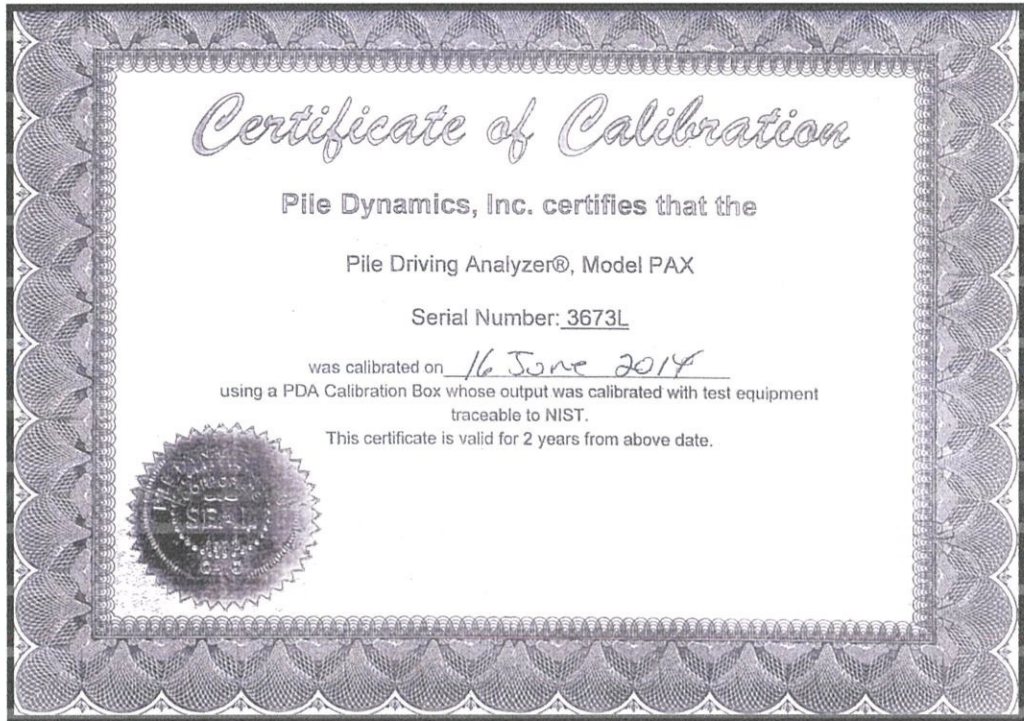 Certificate of Calibration
Pile Dynamics, Inc. certifies that the
Pile Driving Analyzer®, Model PAX
Serial Number: 3673L
was calibrated on 16 June 2014
using a PDA Calibration Box whose output was calibrated with test equipment
traceable to NIST.
This certificate is valid for 2 years from above date.
SEAL